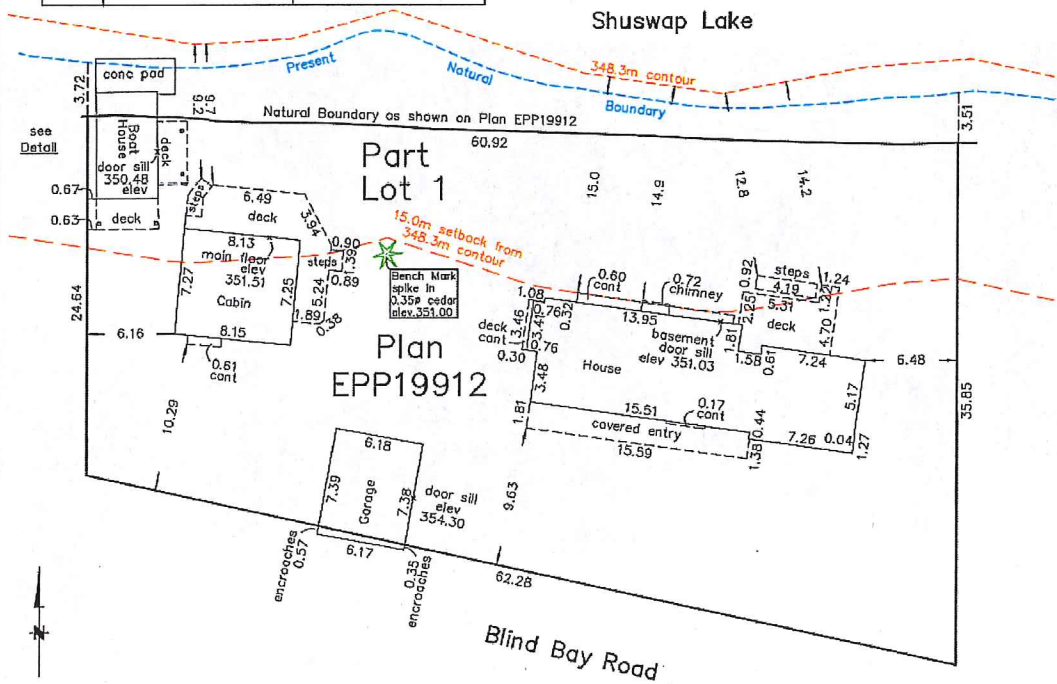 Shuswap Lake
348.3m contour
Present
Natural
Boundary
conc pad
3.72
9.2
9.7
Natural Boundary as shown on Plan EPP19912
60.92
3.51
see
Detail
Boat
House
deck
door sill
350.48
elev
0.67
0.63
deck
Part
Lot 1
15.0
14.9
12.8
14.2
steps
6.49
deck
3.94
15.0m setback from
348.3m contour
8.13
main floor
elev
351.51
Cabin
7.27
7.25
5.24
steps
0.90
1.39
0.89
1.89
0.38
8.15
0.61
cant
24.64
6.16
10.29
Bench Mark
spike in
0.35ø cedar
elev.351.00
Plan
EPP19912
1.08
0.76
0.32
0.60
cant
0.72
chimney
13.95
0.92
steps
4.19
5.31
1.24
1.22
deck
2.25
4.70
deck
cant
0.30
3.46
3.41
0.76
3.48
House
basement
door sill
elev 351.03
1.81
1.58
0.61
7.24
6.48
5.17
35.85
1.81
15.51
0.17
cant
covered entry
15.59
0.44
1.38
7.26
0.04
1.27
6.18
7.39
Garage
7.38
door sill
elev
354.30
9.63
6.17
encroaches
0.57
0.35
encroaches
62.28
N
Blind Bay Road